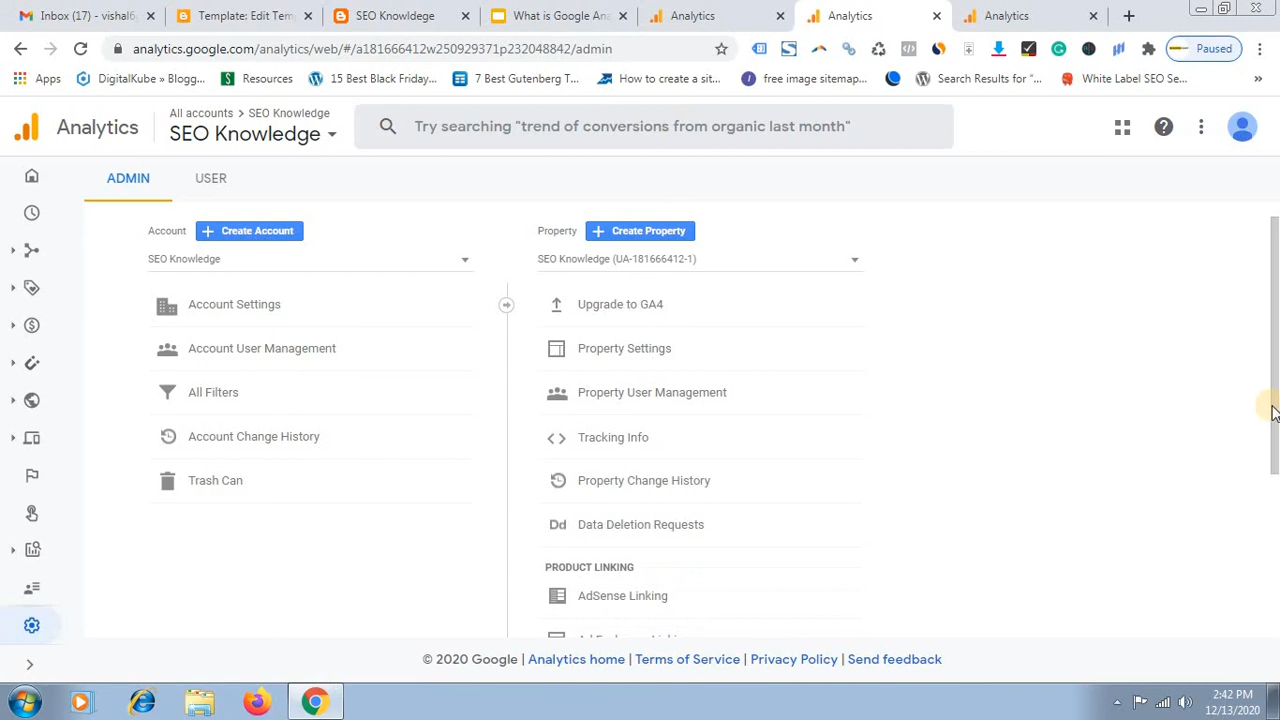 Inbox (17) - vishal6
Template: Edit Tem
SEO Knowldege
What is Google Ana
Analytics
Analytics
Analytics
analytics.google.com/analytics/web/#/a181666412w250929371p232048842/admin
Paused
Apps
DigitalKube » Blogg...
Resources
15 Best Black Friday...
7 Best Gutenberg T...
How to create a sit...
free image sitemap...
Search Results for "...
White Label SEO Se...
Analytics
All accounts > SEO Knowledge
SEO Knowledge
Try searching "trend of conversions from organic last month"
ADMIN
USER
Account
Create Account
SEO Knowledge
Account Settings
Account User Management
All Filters
Account Change History
Trash Can
Property
Create Property
SEO Knowledge (UA-181666412-1)
Upgrade to GA4
Property Settings
Property User Management
Tracking Info
Property Change History
Dd Data Deletion Requests
PRODUCT LINKING
AdSense Linking
© 2020 Google | Analytics home | Terms of Service | Privacy Policy | Send feedback
2:42 PM
12/13/2020